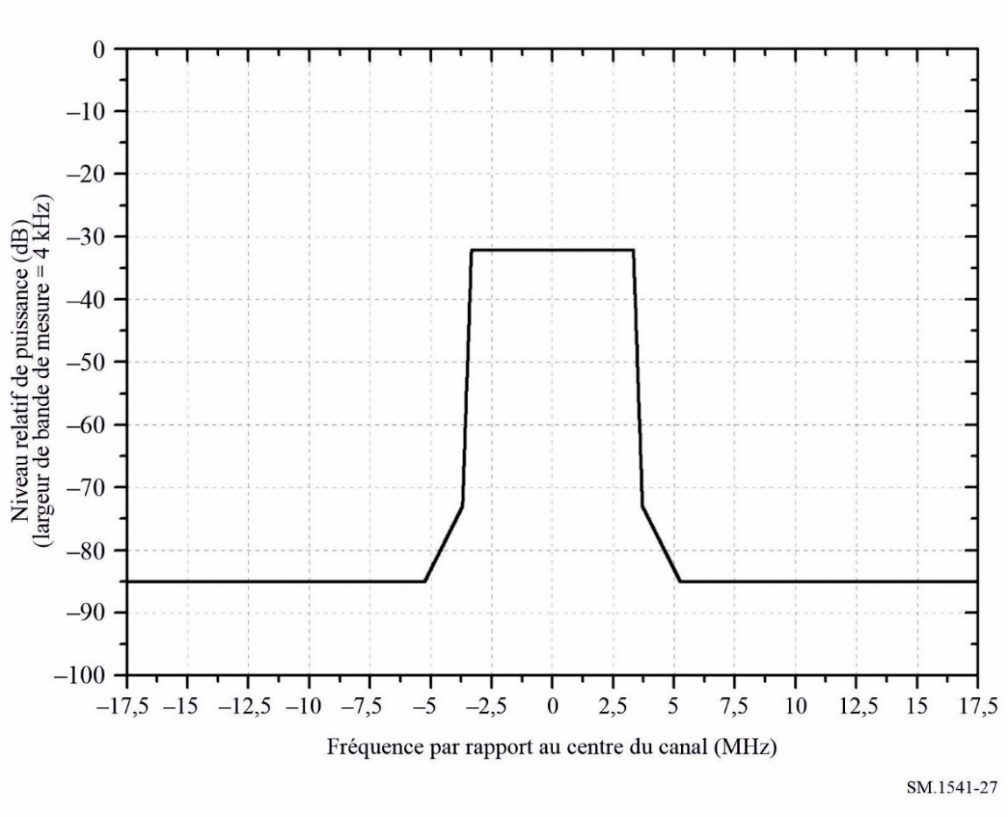 Niveau relatif de puissance (dB)
(largeur de bande de mesure = 4 kHz)
0
–10
–20
–30
–40
–50
–60
–70
–80
–90
–100
–17,5 –15 –12,5 –10 –7,5 –5 –2,5 0 2,5 5 7,5 10 12,5 15 17,5
Fréquence par rapport au centre du canal (MHz)
SM.1541-27